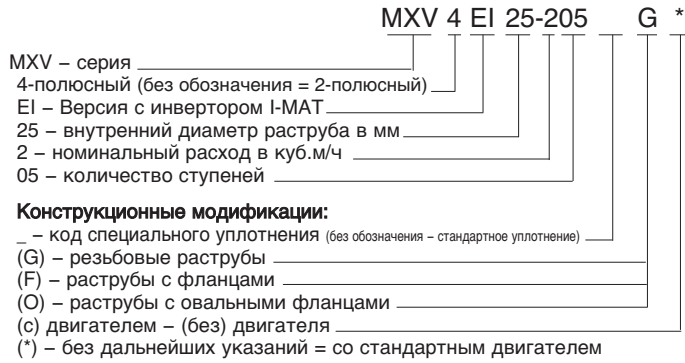 MXV 4 EI 25-205 _ G *
MXV – серия
4-полюсный (без обозначения = 2-полюсный)
EI – Версия с инвертором I-MAT
25 – внутренний диаметр раструба в мм
2 – номинальный расход в куб.м/ч
05 – количество ступеней
Конструкционные модификации:
_ – код специального уплотнения (без обозначения – стандартное уплотнение)
(G) – резьбовые раструбы
(F) – раструбы с фланцами
(O) – раструбы с овальными фланцами
(с) двигателем – (без) двигателя
(*) – без дальнейших указаний = со стандартным двигателем